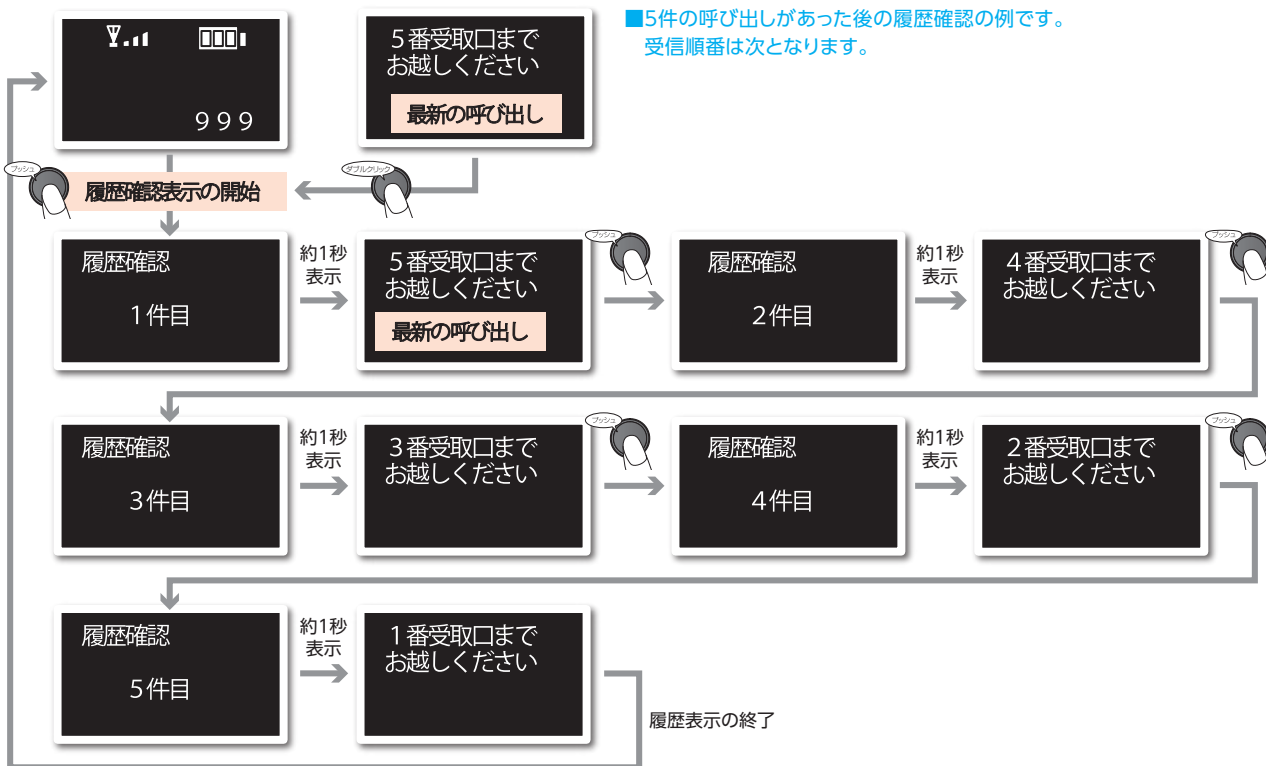 ■5件の呼び出しがあった後の履歴確認の例です。
受信順番は次となります。
999
5番受取口まで
お越しください
最新の呼び出し
プッシュ
履歴確認表示の開始
ダブルクリック
履歴確認
1件目
約1秒
表示
5番受取口まで
お越しください
最新の呼び出し
プッシュ
履歴確認
2件目
約1秒
表示
4番受取口まで
お越しください
プッシュ
履歴確認
3件目
約1秒
表示
3番受取口まで
お越しください
プッシュ
履歴確認
4件目
約1秒
表示
2番受取口まで
お越しください
プッシュ
履歴確認
5件目
約1秒
表示
1番受取口まで
お越しください
履歴表示の終了